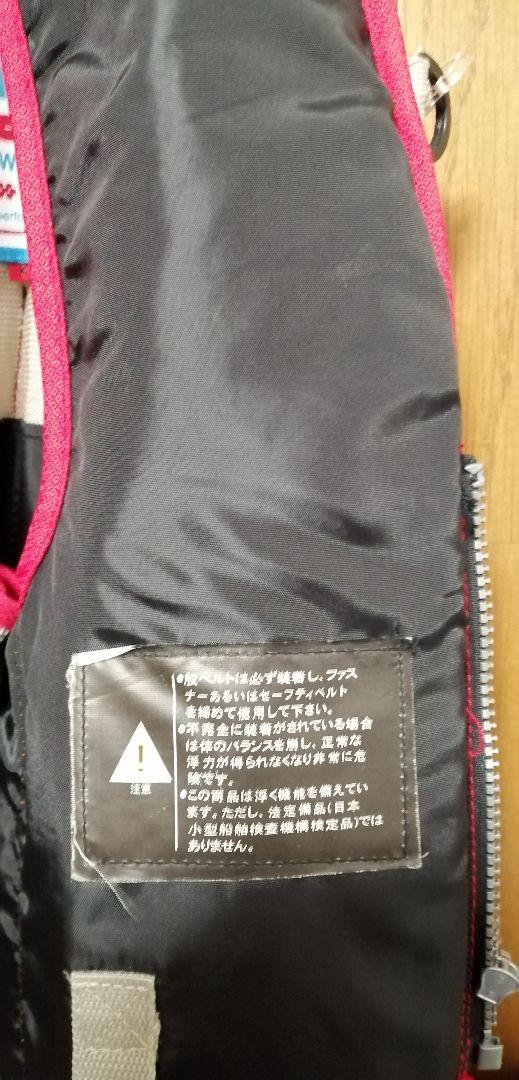 注意
●股ベルトは必ず装着し、ファス
ナーあるいはセーフティベルト
を締めて使用して下さい。
●不完全に装着がされている場合
は体のバランスを崩し、正常な
浮力が得られなくなり非常に危
険です。
●この商品は浮く機能を備えてい
ます。ただし、法定備品(日本
小型船舶検査機構検定品)では
ありません。